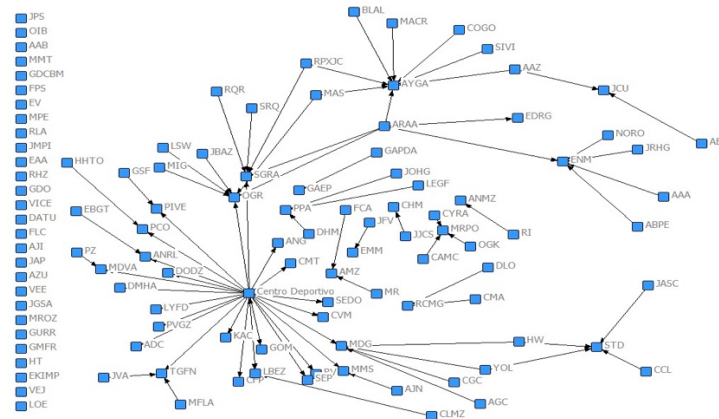 JPS
OIB
AAB
MMT
GDCBM
FPS
EV
MPE
RLA
JMPI
EAA
RHZ
GDO
VICE
DATU
FLC
AJI
JAP
AZU
VEE
JGSA
MROZ
GURR
GMFR
HT
EKIMP
VEJ
LOE
BLAL
MACR
COGO
SIVI
RPXJC
AYGA
AAZ
RQR
MAS
JCU
SRQ
ARAA
EDRG
NORO
LSW
JBAZ
GAPDA
ENM
JRHG
HHTO
GSF
MIG
SGRA
JOHG
OGR
GAEP
LEGF
AAA
EBGT
PIVE
PPA
FCA
CHM
CYRA
ANMZ
PCO
DHM
JFV
JJCS
MRPO
RI
ABPE
ANG
EMM
OGK
PZ
ANRL
CMT
CAMC
MDVA
DODZ
AMZ
DLO
DMHA
Centro Deportivo
MR
JASC
LYFD
SEDO
RCMG
CMA
PVGZ
CVM
ADC
KAC
GOM
MDG
HW
STD
JVA
TGFN
LBEZ
MMS
YOL
CCL
CFP
SEP
AJN
CGC
MFLA
CLMZ
AGC